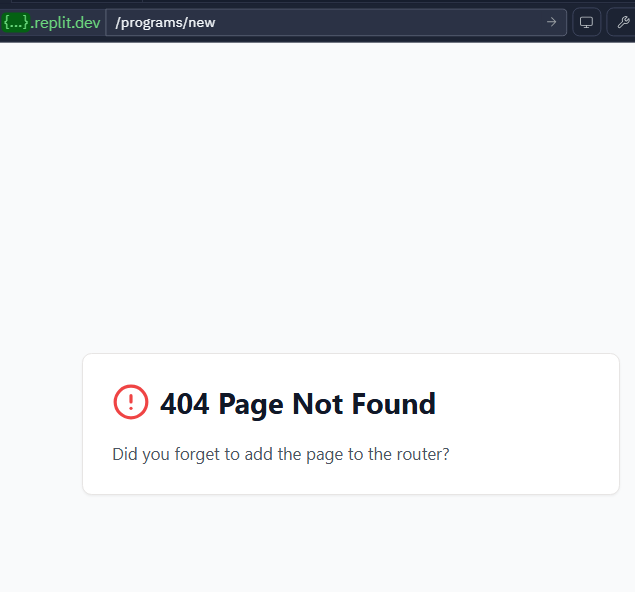 {...}.replit.dev /programs/new
404 Page Not Found
Did you forget to add the page to the router?